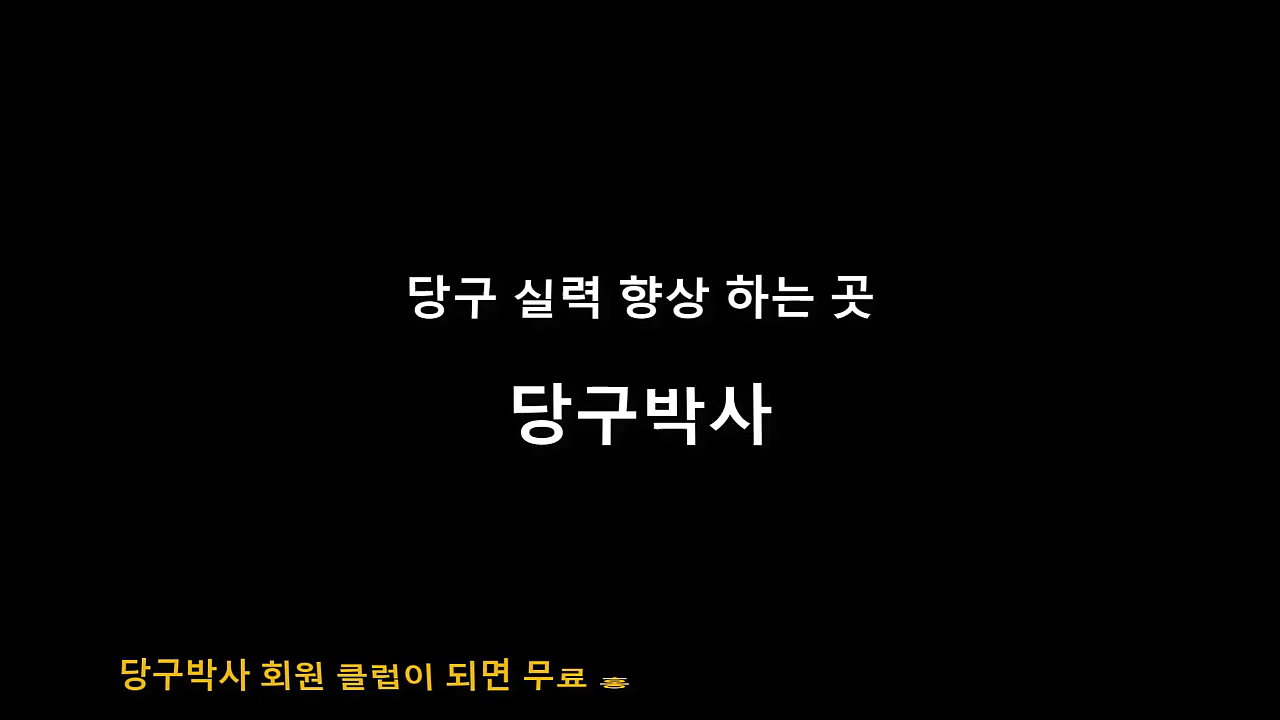 당구 실력 향상 하는 곳
당구박사
당구박사 회원 클럽이 되면 무료